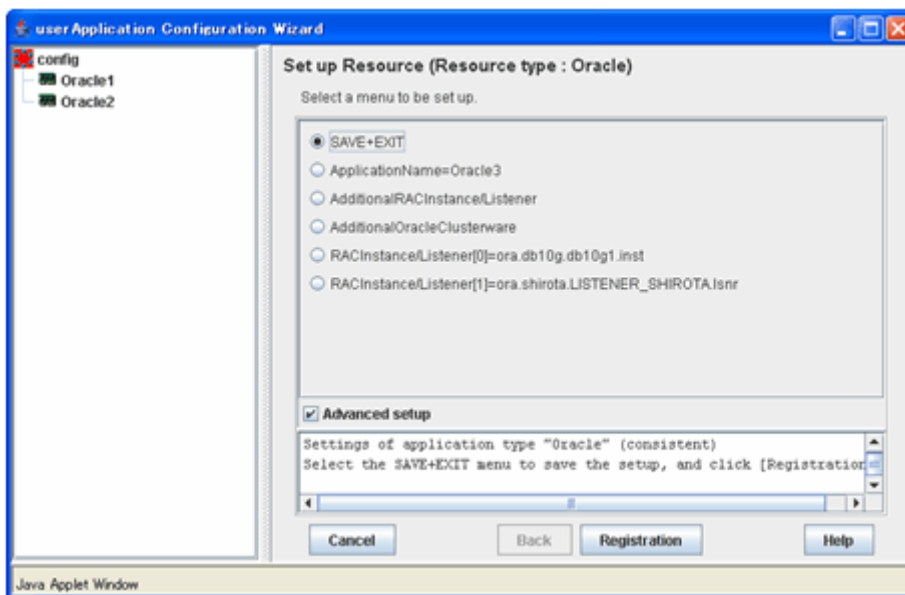 userApplication Configuration Wizard
config
Oracle1
Oracle2
Set up Resource (Resource type : Oracle)
Select a menu to be set up.
SAVE+EXIT
ApplicationName=Oracle3
AdditionalRACInstance/Listener
AdditionalOracleClusterware
RACInstance/Listener[0]=ora.db10g.db10g1.inst
RACInstance/Listener[1]=ora.shirota.LISTENER_SHIROTA.lsnr
Advanced setup
Settings of application type "Oracle" (consistent)
Select the SAVE+EXIT menu to save the setup, and click [Registration
Cancel
Back
Registration
Help
Java Applet Window